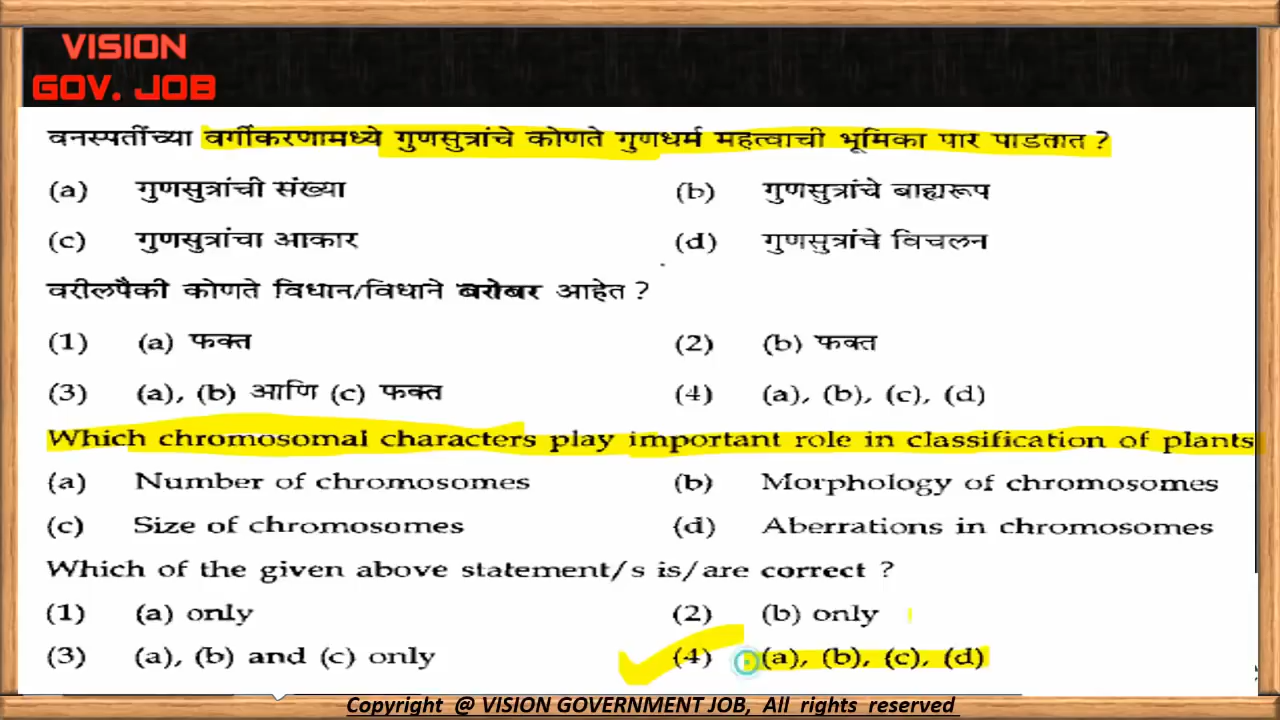 VISION
GOV. JOB
वनस्पतींच्या वर्गीकरणामध्ये गुणसुत्रांचे कोणते गुणधर्म महत्वाची भूमिका पार पाडतात ?
(a) गुणसुत्रांची संख्या (b) गुणसुत्रांचे बाह्यरूप
(c) गुणसुत्रांचा आकार (d) गुणसुत्रांचे विचलन
वरीलपैकी कोणते विधान/विधाने बरोबर आहेत ?
(1) (a) फक्त (2) (b) फक्त
(3) (a), (b) आणि (c) फक्त (4) (a), (b), (c), (d)
Which chromosomal characters play important role in classification of plants
(a) Number of chromosomes (b) Morphology of chromosomes
(c) Size of chromosomes (d) Aberrations in chromosomes
Which of the given above statement/s is/are correct ?
(1) (a) only (2) (b) only
(3) (a), (b) and (c) only (4) (a), (b), (c), (d)
Copyright @ VISION GOVERNMENT JOB, All rights reserved